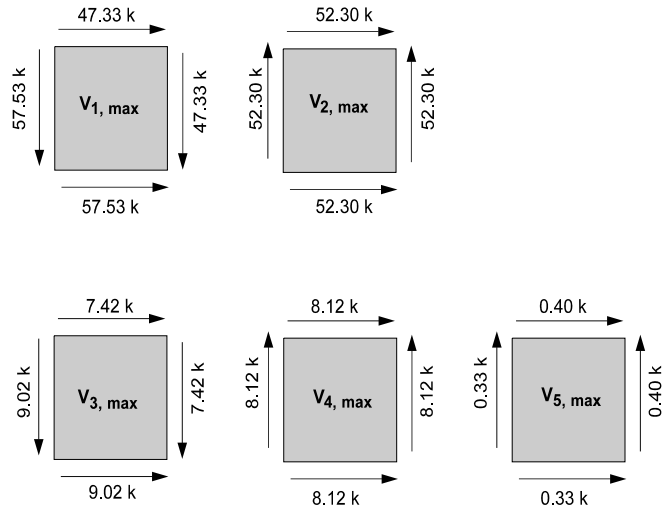 47.33 k
52.30 k
57.53 k
V1, max
47.33 k
52.30 k
V2, max
52.30 k
57.53 k
52.30 k
7.42 k
8.12 k
0.40 k
9.02 k
V3, max
7.42 k
8.12 k
V4, max
8.12 k
0.33 k
V5, max
0.40 k
9.02 k
8.12 k
0.33 k